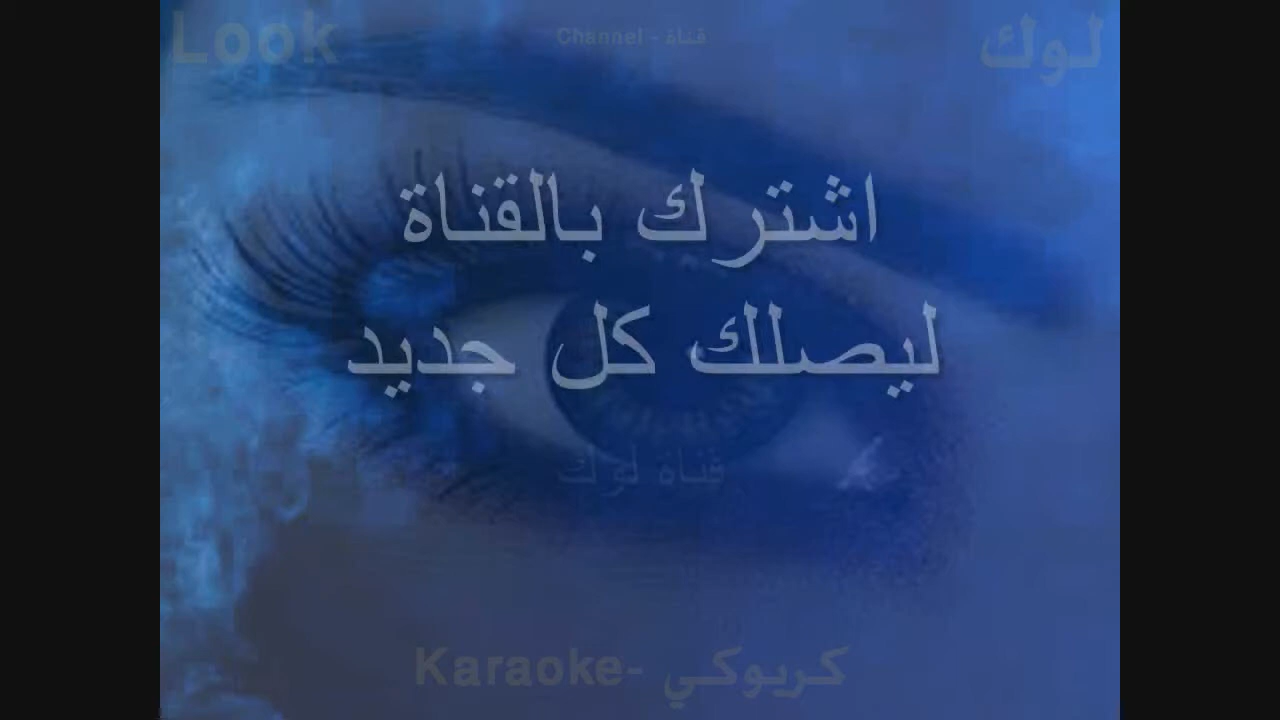 Look
Channel - قناة
لوك
اشترك بالقناة
ليصلك كل جديد
قناة لوك
Karaoke- كريوكي